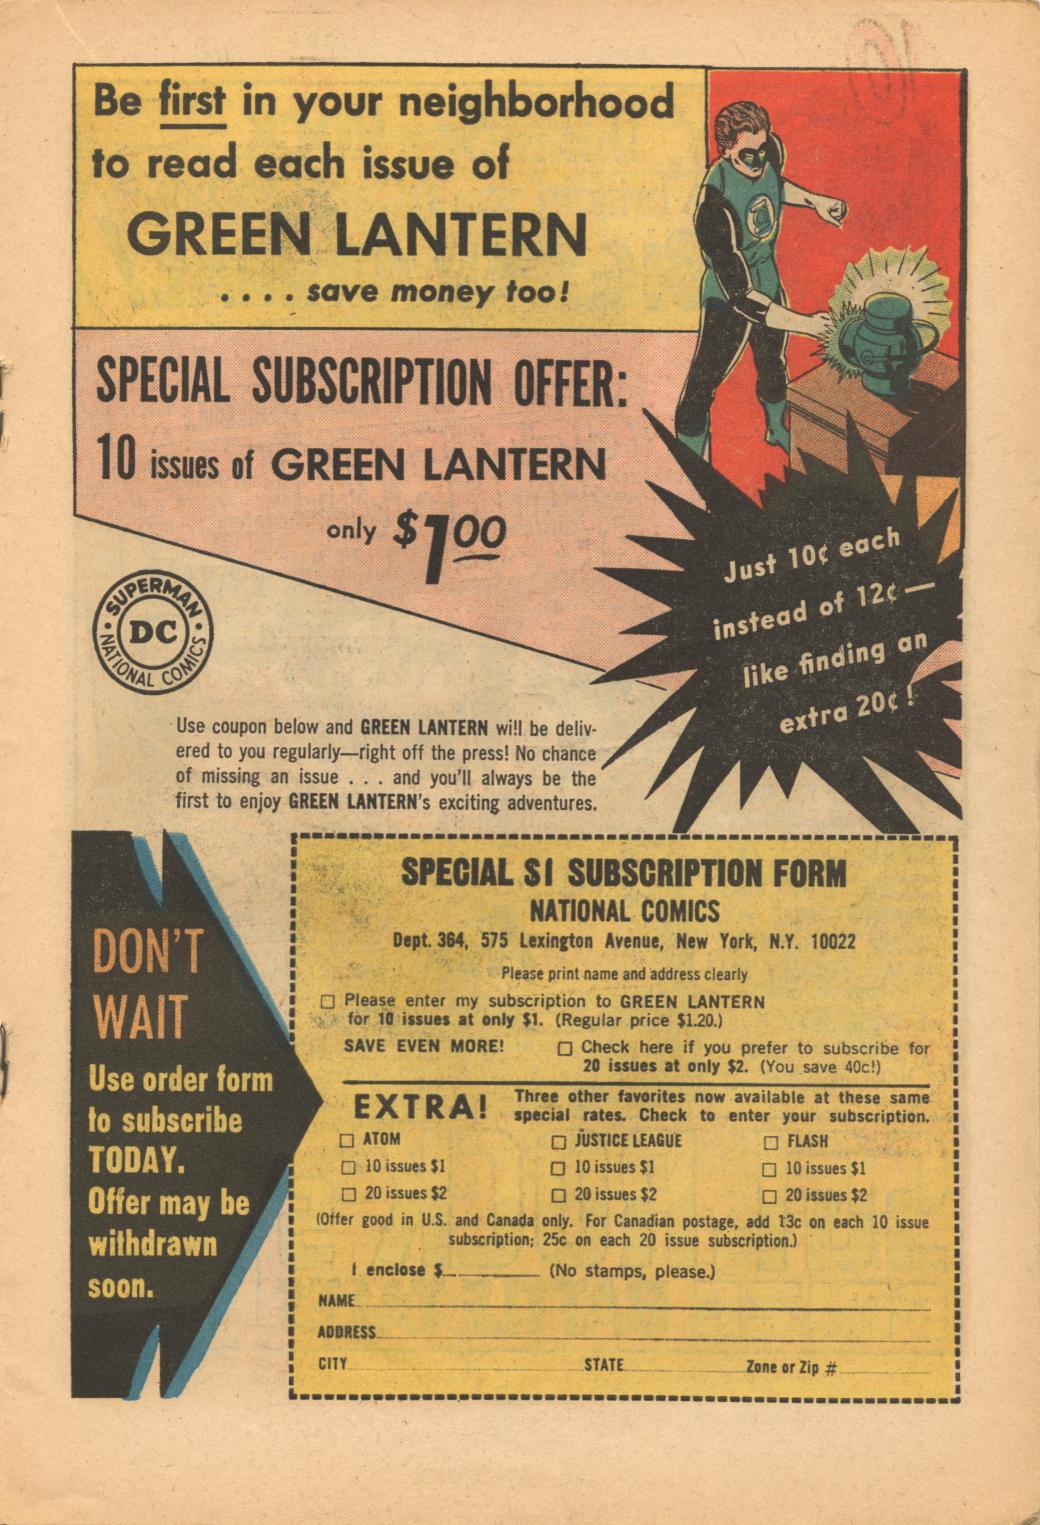 Be first in your neighborhood
to read each issue of
GREEN LANTERN
. . . . save money too!
SPECIAL SUBSCRIPTION OFFER:
10 issues of GREEN LANTERN
only $1.00
Just 10¢ each
instead of 12¢ —
like finding an
extra 20¢!
SUPERMAN
DC
NATIONAL COMICS
Use coupon below and GREEN LANTERN will be deliv-
ered to you regularly—right off the press! No chance
of missing an issue . . . and you'll always be the
first to enjoy GREEN LANTERN's exciting adventures.
DON'T
WAIT
Use order form
to subscribe
TODAY.
Offer may be
withdrawn
soon.
SPECIAL $1 SUBSCRIPTION FORM
NATIONAL COMICS
Dept. 364, 575 Lexington Avenue, New York, N.Y. 10022
Please print name and address clearly
Please enter my subscription to GREEN LANTERN
for 10 issues at only $1. (Regular price $1.20.)
SAVE EVEN MORE! Check here if you prefer to subscribe for
20 issues at only $2. (You save 40c!)
EXTRA! Three other favorites now available at these same
special rates. Check to enter your subscription.
ATOM JUSTICE LEAGUE FLASH
10 issues $1 10 issues $1 10 issues $1
20 issues $2 20 issues $2 20 issues $2
(Offer good in U.S. and Canada only. For Canadian postage, add 13c on each 10 issue
subscription; 25c on each 20 issue subscription.)
I enclose $ (No stamps, please.)
NAME
ADDRESS
CITY STATE Zone or Zip #